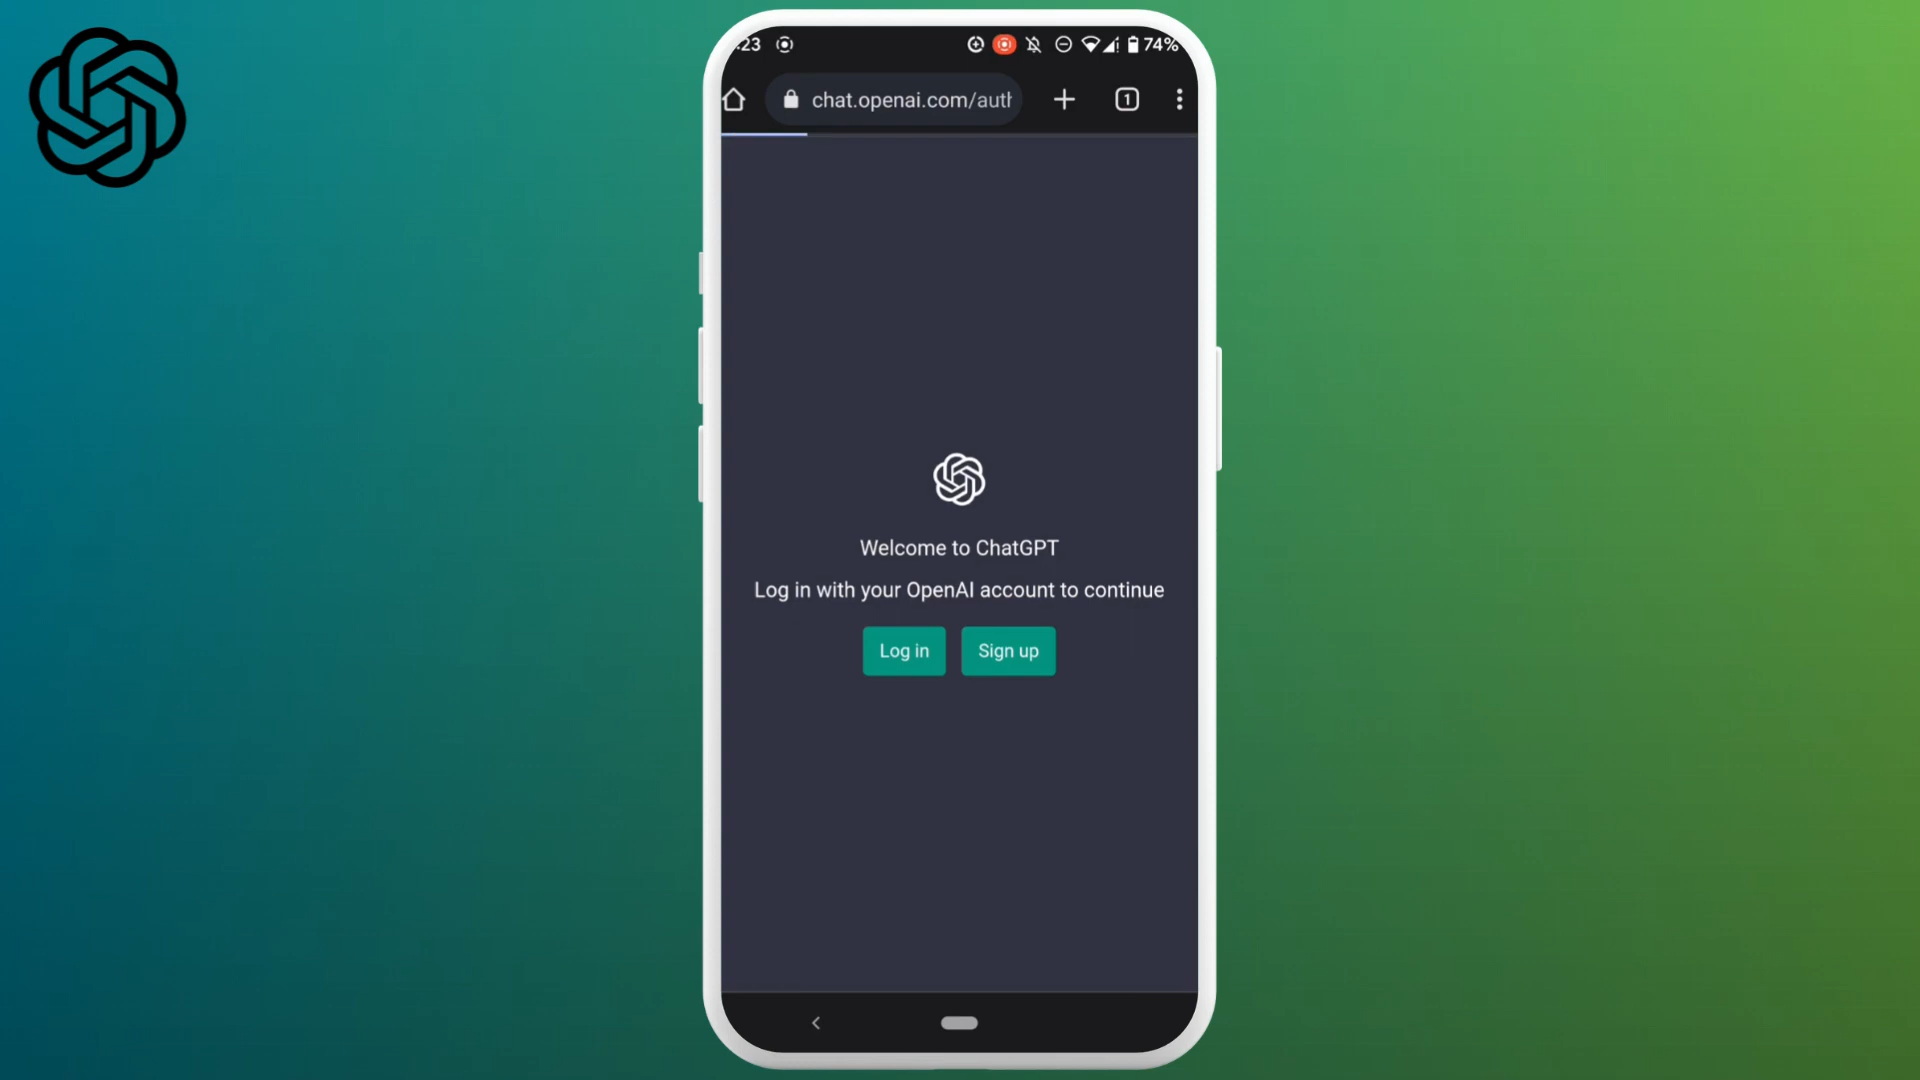 :23 74%
chat.openai.com/auth
1
Welcome to ChatGPT
Log in with your OpenAI account to continue
Log in Sign up